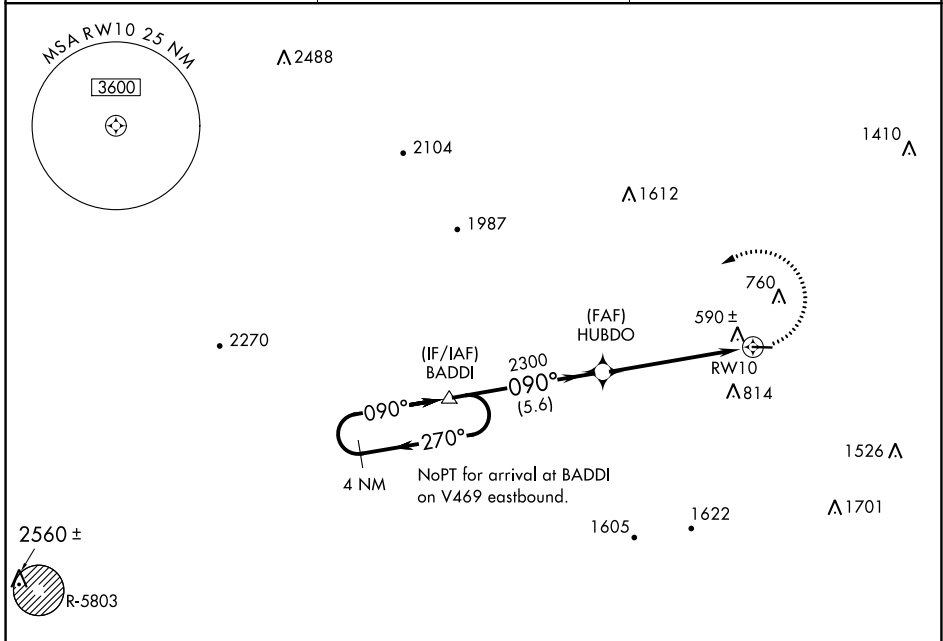 MSA RW10 25 NM
3600
2488
2104
1410
1612
1987
760
590 ±
(FAF)
HUBDO
2270
(IF/IAF)
BADDI
2300
090°
(5.6)
RW10
814
090°
270°
4 NM
NoPT for arrival at BADDI
on V469 eastbound.
1526
1701
1605
1622
2560 ±
R-5803